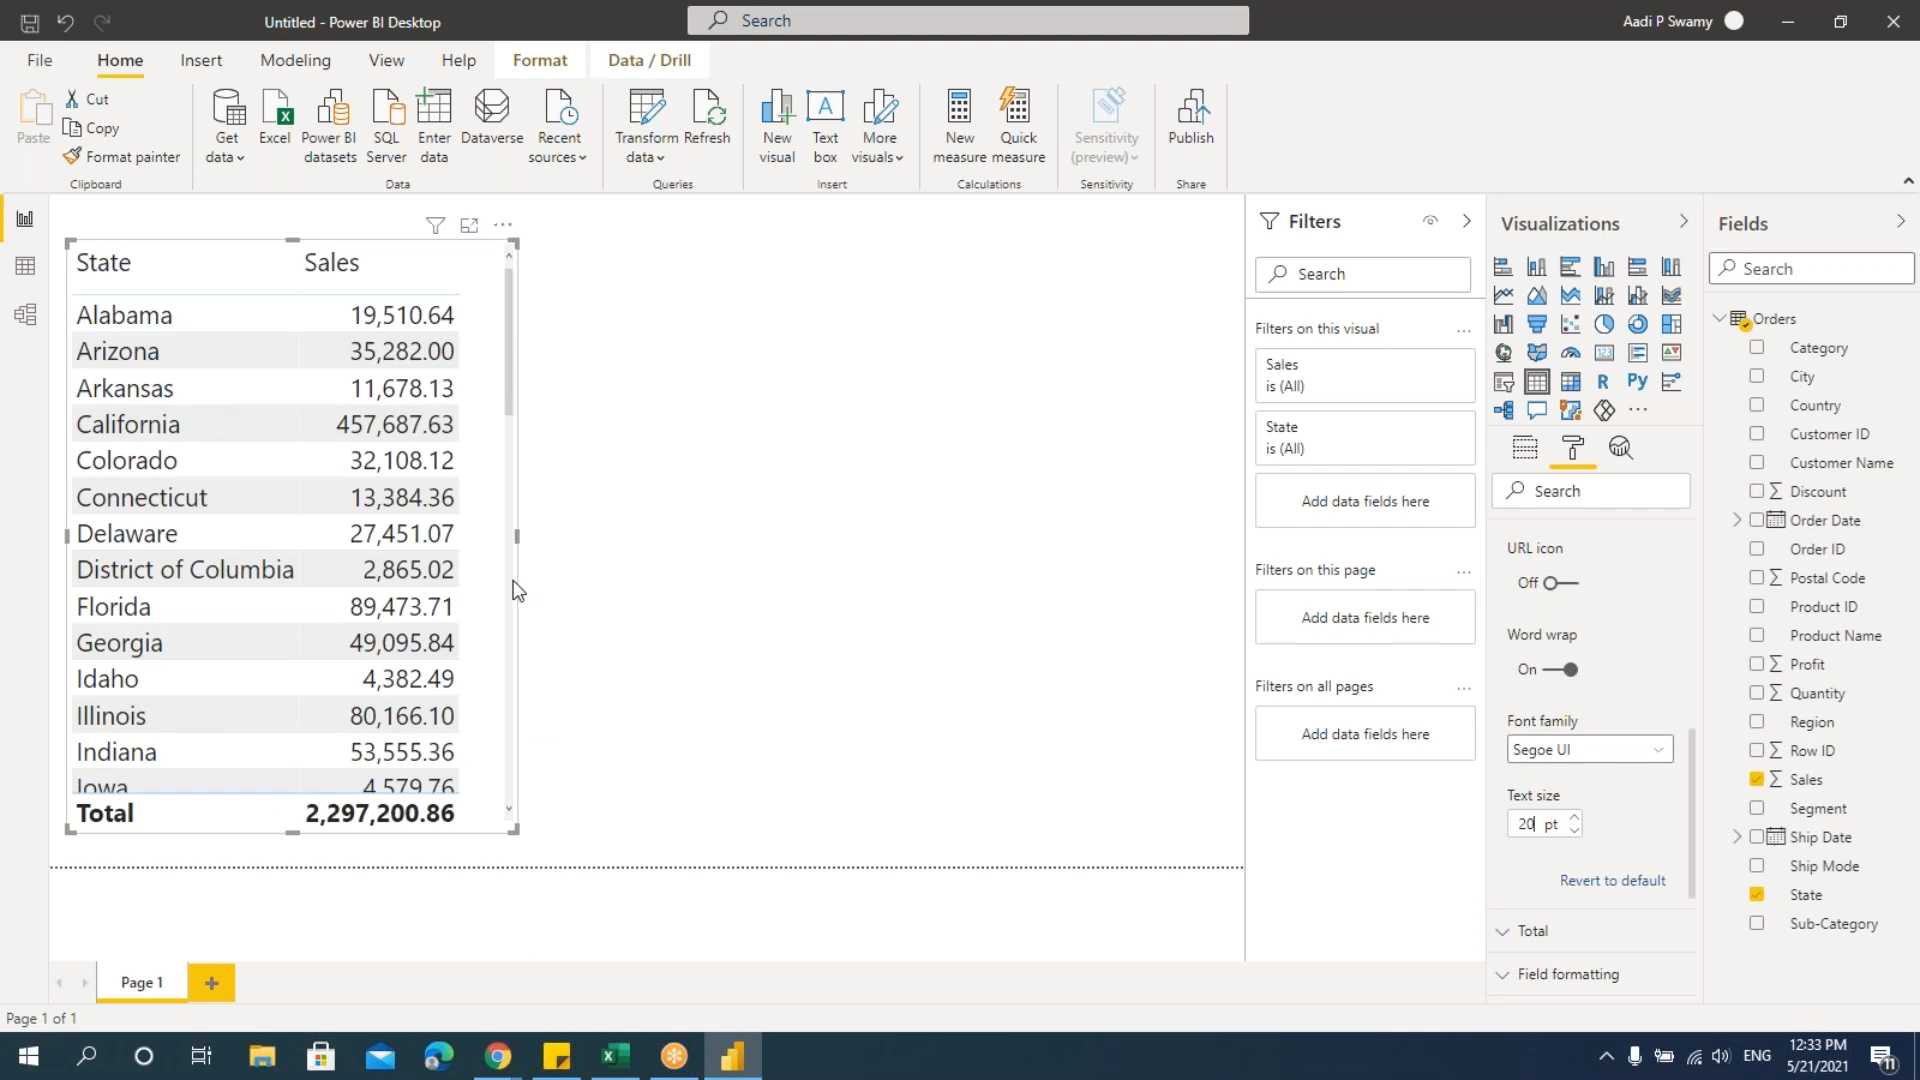 Untitled - Power BI Desktop
Search
Aadi P Swamy
File
Home
Insert
Modeling
View
Help
Format
Data / Drill
Paste
Cut
Copy
Format painter
Clipboard
Get data
Excel
Power BI datasets
SQL Server
Enter data
Dataverse
Recent sources
Data
Transform data
Refresh
Queries
New visual
Text box
More visuals
Insert
New measure
Quick measure
Calculations
Sensitivity (preview)
Sensitivity
Publish
Share
State Sales
Alabama 19,510.64
Arizona 35,282.00
Arkansas 11,678.13
California 457,687.63
Colorado 32,108.12
Connecticut 13,384.36
Delaware 27,451.07
District of Columbia 2,865.02
Florida 89,473.71
Georgia 49,095.84
Idaho 4,382.49
Illinois 80,166.10
Indiana 53,555.36
Iowa 4,579.76
Total 2,297,200.86
Filters
Search
Filters on this visual
Sales
is (All)
State
is (All)
Add data fields here
Filters on this page
Add data fields here
Filters on all pages
Add data fields here
Visualizations
123
R
Py
Search
URL icon
Off
Word wrap
On
Font family
Segoe UI
Text size
20 pt
Revert to default
Total
Field formatting
Fields
Search
Orders
Category
City
Country
Customer ID
Customer Name
Discount
Order Date
Order ID
Postal Code
Product ID
Product Name
Profit
Quantity
Region
Row ID
Sales
Segment
Ship Date
Ship Mode
State
Sub-Category
Page 1
Page 1 of 1
ENG
12:33 PM
5/21/2021
11